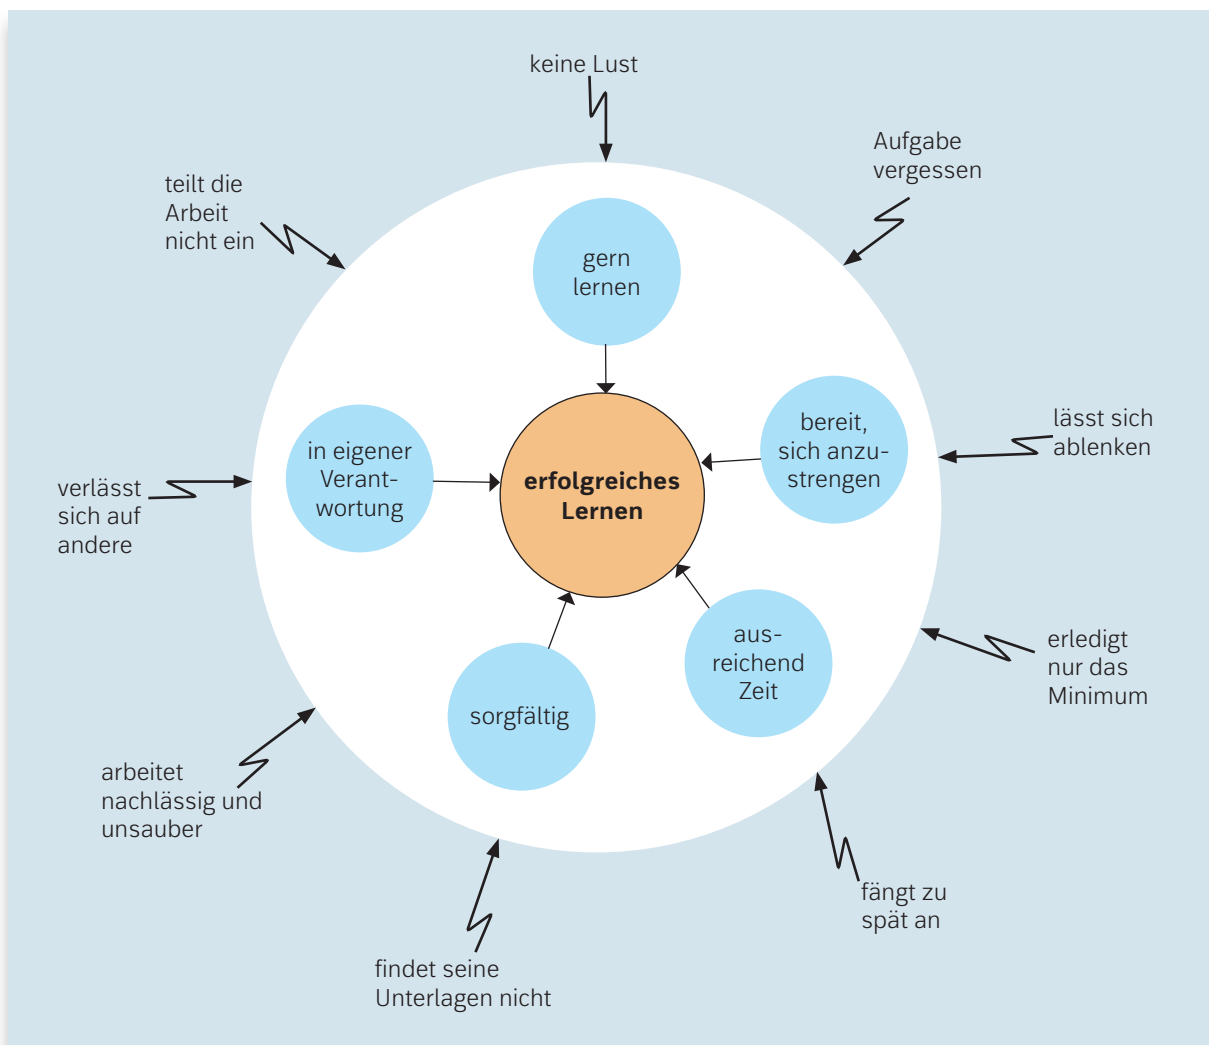 keine Lust
Aufgabe
vergessen
teilt die
Arbeit
nicht ein
gern
lernen
lässt sich
ablenken
bereit,
sich anzu-
strengen
in eigener
Verant-
wortung
erfolgreiches
Lernen
verlässt
sich auf
andere
aus-
reichend
Zeit
erledigt
nur das
Minimum
sorgfältig
arbeitet
nachlässig und
unsauber
fängt zu
spät an
findet seine
Unterlagen nicht